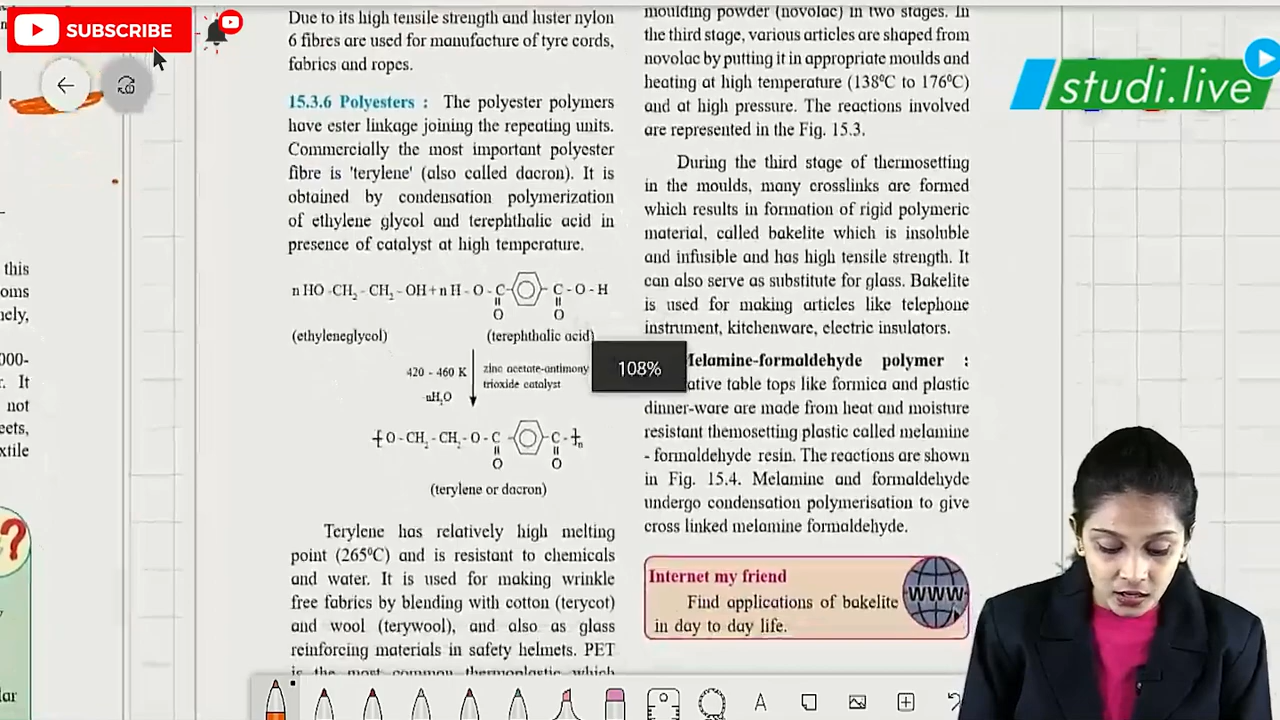 SUBSCRIBE
studi.live
this
oms
nely,
000-
r. It
not
eets,
xtile
?
lar
Due to its high tensile strength and luster nylon
6 fibres are used for manufacture of tyre cords,
fabrics and ropes.
15.3.6 Polyesters : The polyester polymers
have ester linkage joining the repeating units.
Commercially the most important polyester
fibre is 'terylene' (also called dacron). It is
obtained by condensation polymerization
of ethylene glycol and terephthalic acid in
presence of catalyst at high temperature.
n HO -CH2 - CH2 - OH + n H - O - C C - O - H
O O
(ethyleneglycol) (terephthalic acid)
420 - 460 K zinc acetate-antimony
-nH2O trioxide catalyst
O - CH2 - CH2 - O - C C n
O O
(terylene or dacron)
Terylene has relatively high melting
point (265⁰C) and is resistant to chemicals
and water. It is used for making wrinkle
free fabrics by blending with cotton (terycot)
and wool (terywool), and also as glass
reinforcing materials in safety helmets. PET
is the most common thermoplastic which
moulding powder (novolac) in two stages. In
the third stage, various articles are shaped from
novolac by putting it in appropriate moulds and
heating at high temperature (138⁰C to 176⁰C)
and at high pressure. The reactions involved
are represented in the Fig. 15.3.
During the third stage of thermosetting
in the moulds, many crosslinks are formed
which results in formation of rigid polymeric
material, called bakelite which is insoluble
and infusible and has high tensile strength. It
can also serve as substitute for glass. Bakelite
is used for making articles like telephone
instrument, kitchenware, electric insulators.
108%
Melamine-formaldehyde polymer :
ative table tops like formica and plastic
dinner-ware are made from heat and moisture
resistant themosetting plastic called melamine
- formaldehyde resin. The reactions are shown
in Fig. 15.4. Melamine and formaldehyde
undergo condensation polymerisation to give
cross linked melamine formaldehyde.
Internet my friend
Find applications of bakelite
in day to day life.
WWW
A